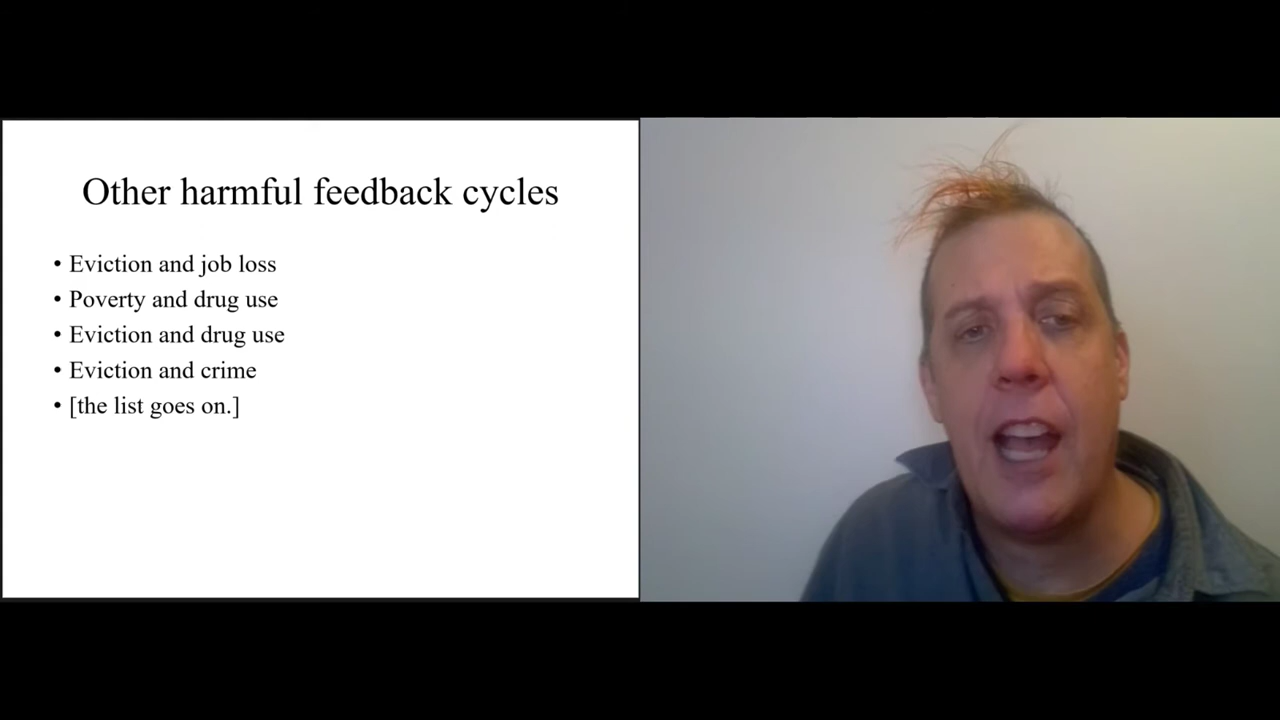 Other harmful feedback cycles
• Eviction and job loss
• Poverty and drug use
• Eviction and drug use
• Eviction and crime
• [the list goes on.]